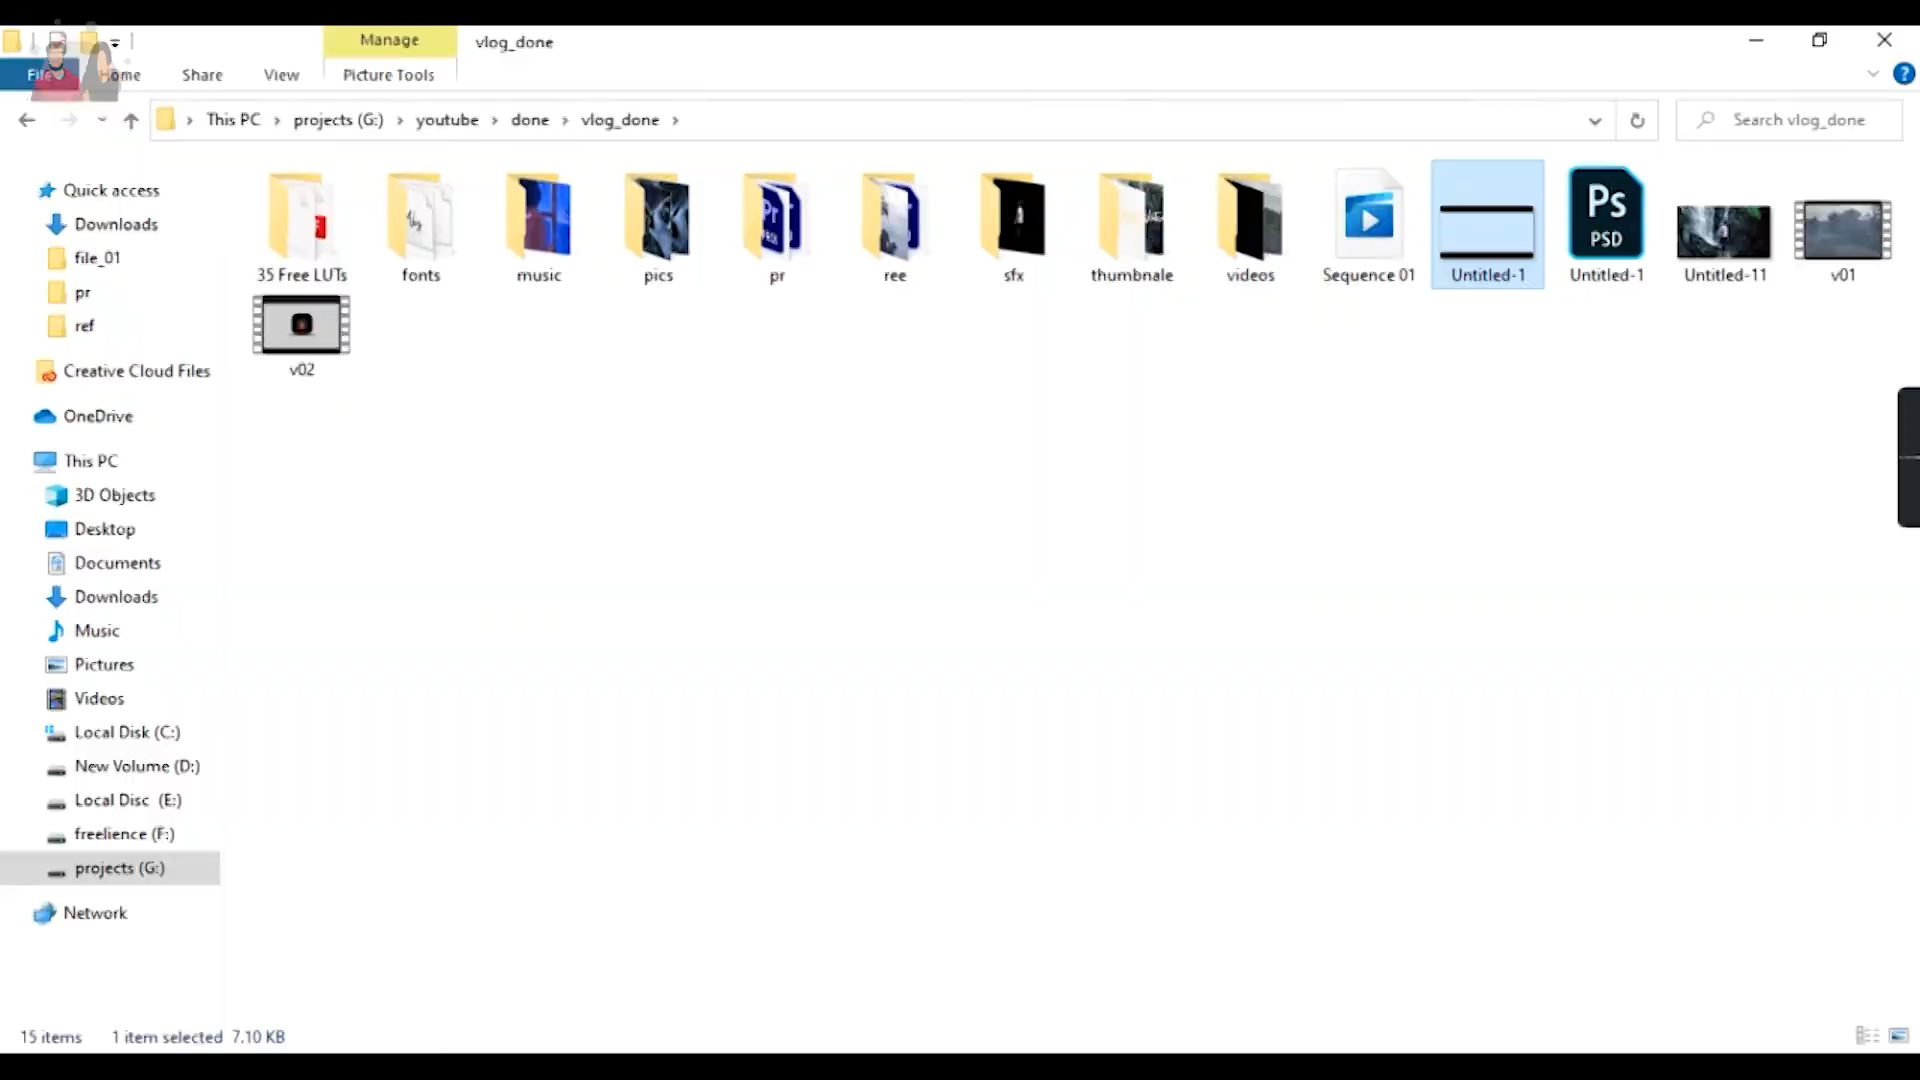 Manage
vlog_done
File
Home
Share
View
Picture Tools
This PC
projects (G:)
youtube
done
vlog_done
Search vlog_done
Quick access
Downloads
file_01
pr
ref
Creative Cloud Files
OneDrive
This PC
3D Objects
Desktop
Documents
Downloads
Music
Pictures
Videos
Local Disk (C:)
New Volume (D:)
Local Disc (E:)
freelience (F:)
projects (G:)
Network
35 Free LUTs
fonts
music
pics
Pr
pr
ree
sfx
thumbnale
videos
Sequence 01
Untitled-1
Ps
PSD
Untitled-1
Untitled-11
v01
v02
15 items
1 item selected 7.10 KB
?